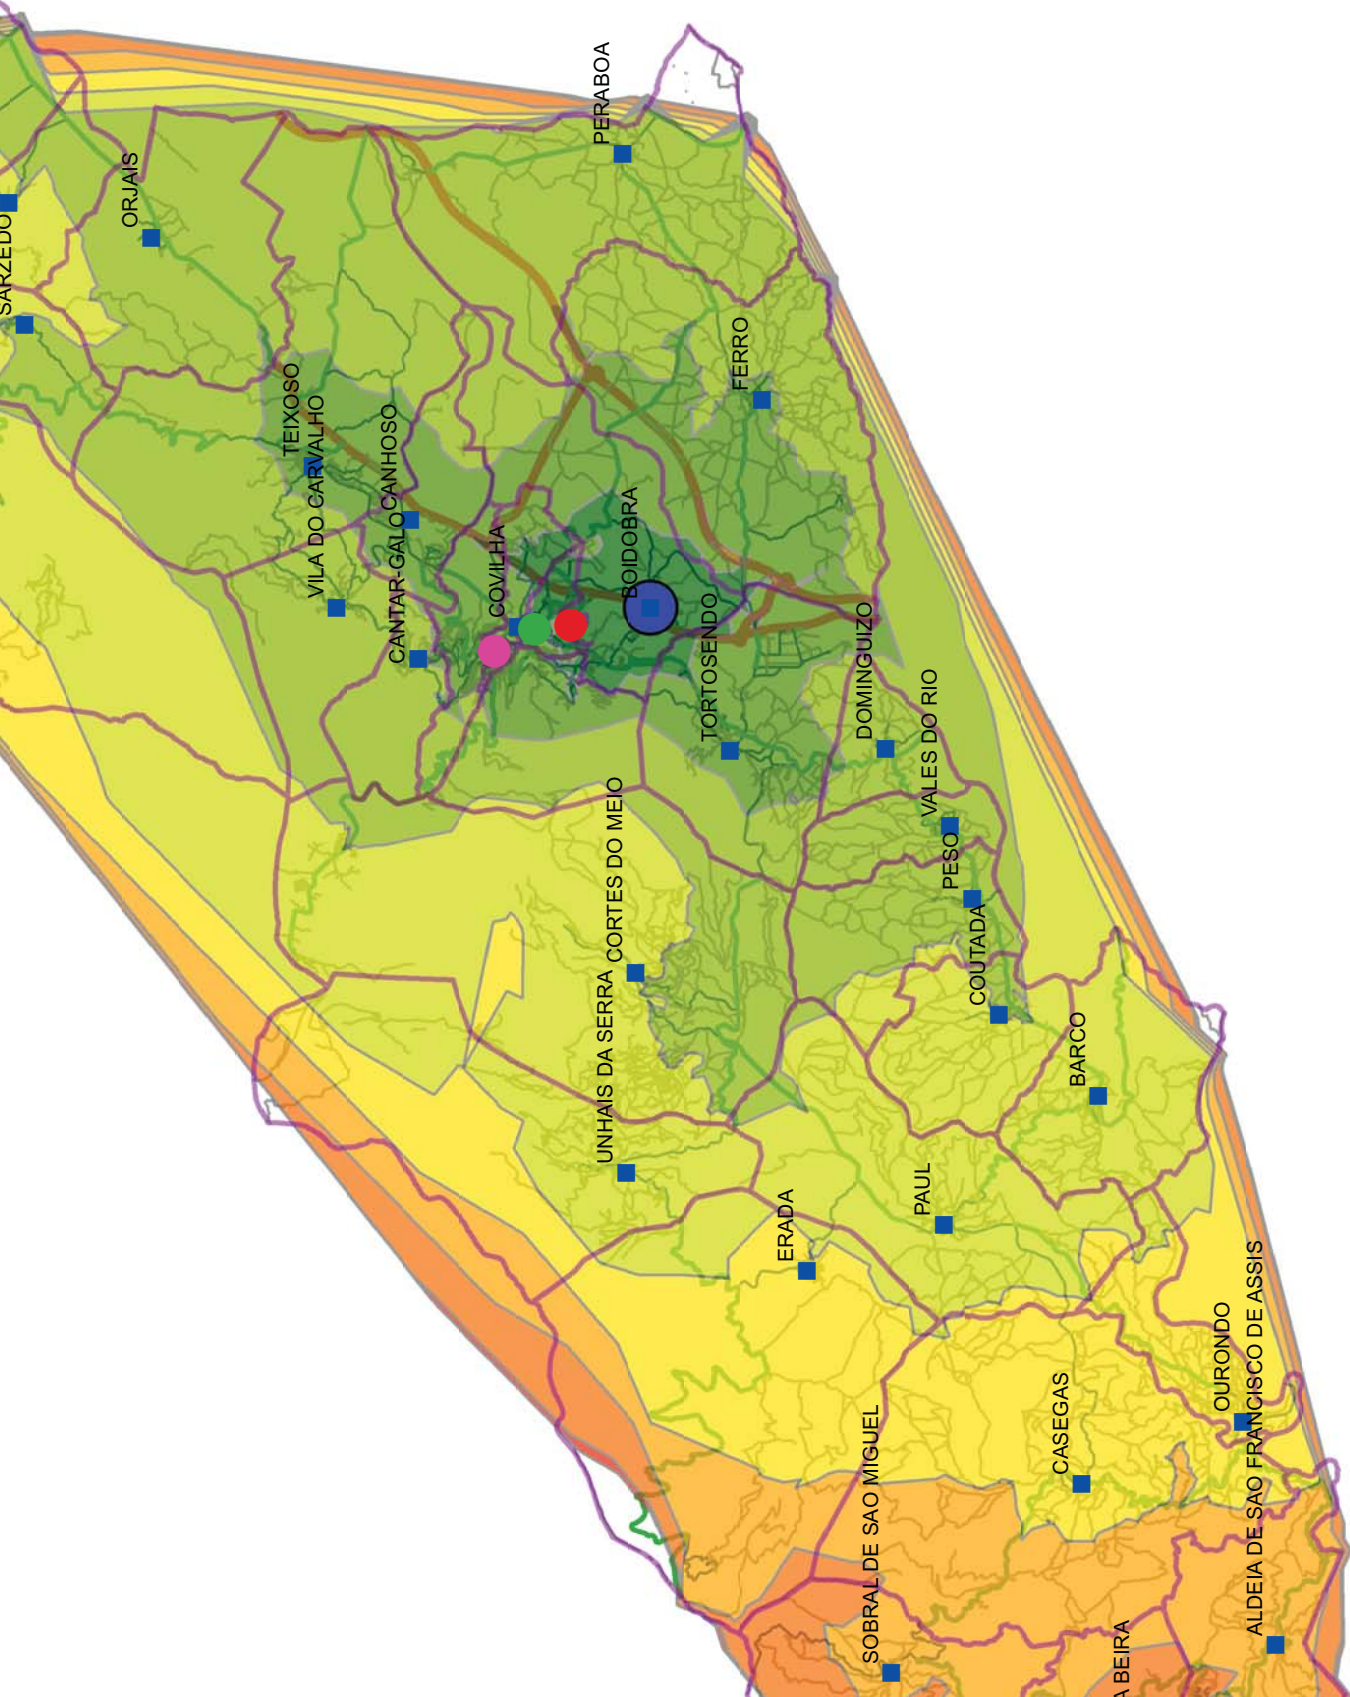 SARZEDO
ORJAIS
PERABOA
TEIXOSO
VILA DO CARVALHO
CANHOSO
CANTAR-GALO
COVILHA
BOIDOBRA
FERRO
TORTOSENDO
DOMINGUIZO
VALES DO RIO
PESO
COUTADA
CORTES DO MEIO
UNHAIS DA SERRA
BARCO
ERADA
PAUL
OURONDO
CASEGAS
SOBRAL DE SAO MIGUEL
ALDEIA DE SAO FRANCISCO DE ASSIS
A BEIRA